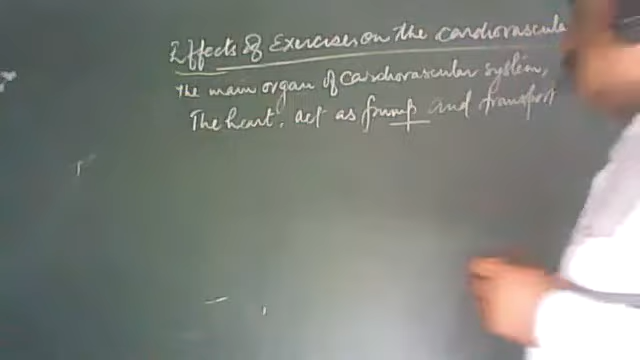 Effects of Exercises on the cardiovascula
The main organ of Cardiovascular system,
The heart, act as pump and transport